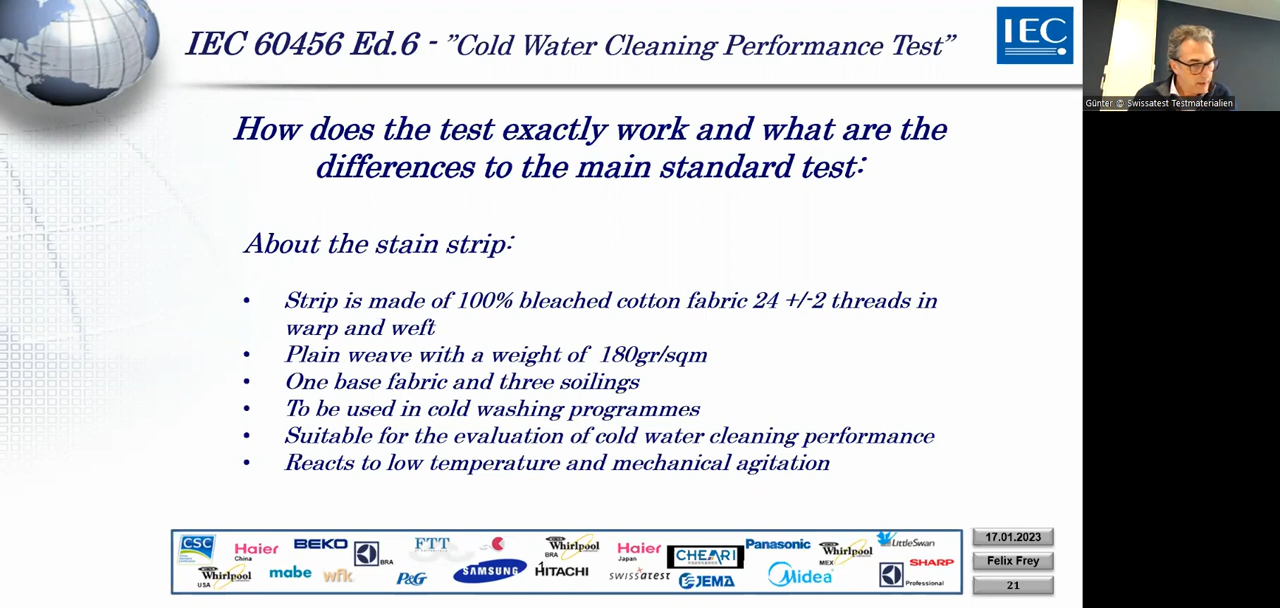 IEC 60456 Ed.6 - "Cold Water Cleaning Performance Test"
IEC
Günter @ Swissatest Testmaterialien
How does the test exactly work and what are the
differences to the main standard test:
About the stain strip:
• Strip is made of 100% bleached cotton fabric 24 +/-2 threads in
warp and weft
• Plain weave with a weight of 180gr/sqm
• One base fabric and three soilings
• To be used in cold washing programmes
• Suitable for the evaluation of cold water cleaning performance
• Reacts to low temperature and mechanical agitation
CSC
Haier
China
BEKO
BRA
FTT
Whirlpool
BRA
Haier
Japan
CHEARI
Panasonic
Whirlpool
MEX
LittleSwan
Whirlpool
USA
mabe
wfk
P&G
SAMSUNG
HITACHI
swissatest
JEMA
Midea
Professional
SHARP
17.01.2023
Felix Frey
21